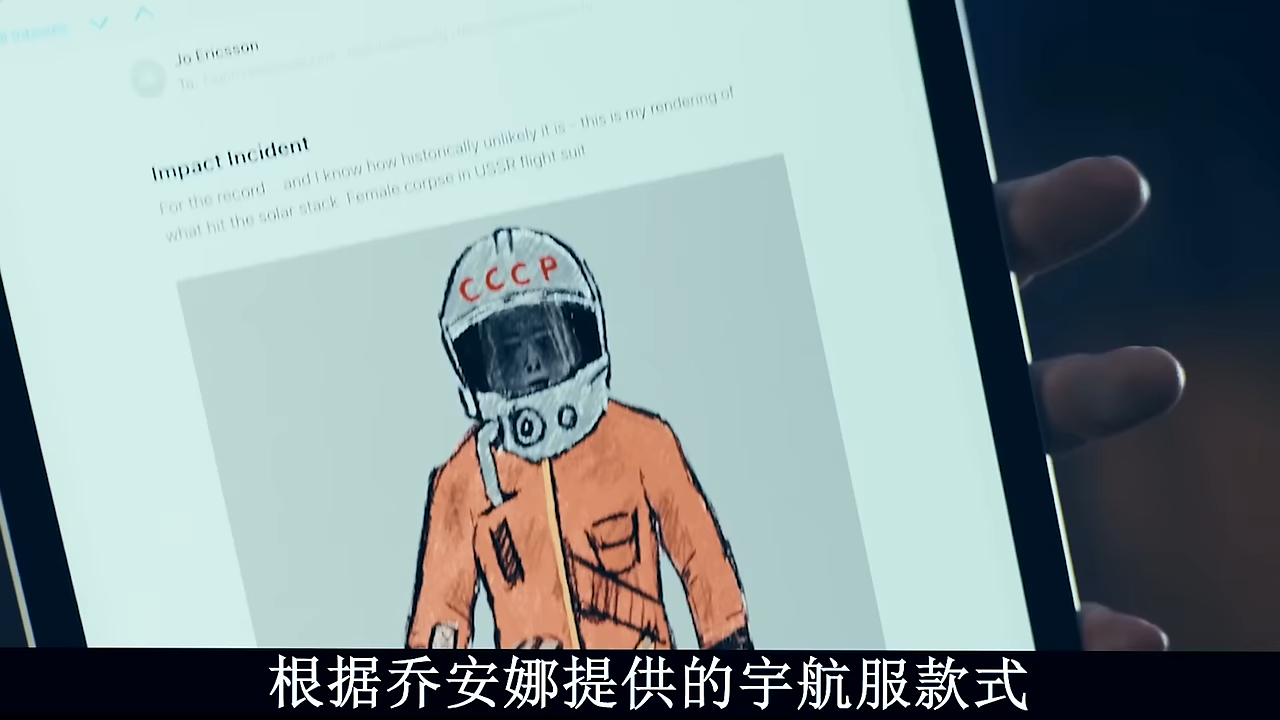 Jo Ericsson
To:
Impact Incident
For the record - and I know how historically unlikely it is - this is my rendering of
what hit the solar stack. Female corpse in USSR flight suit
CCCP
根据乔安娜提供的宇航服款式